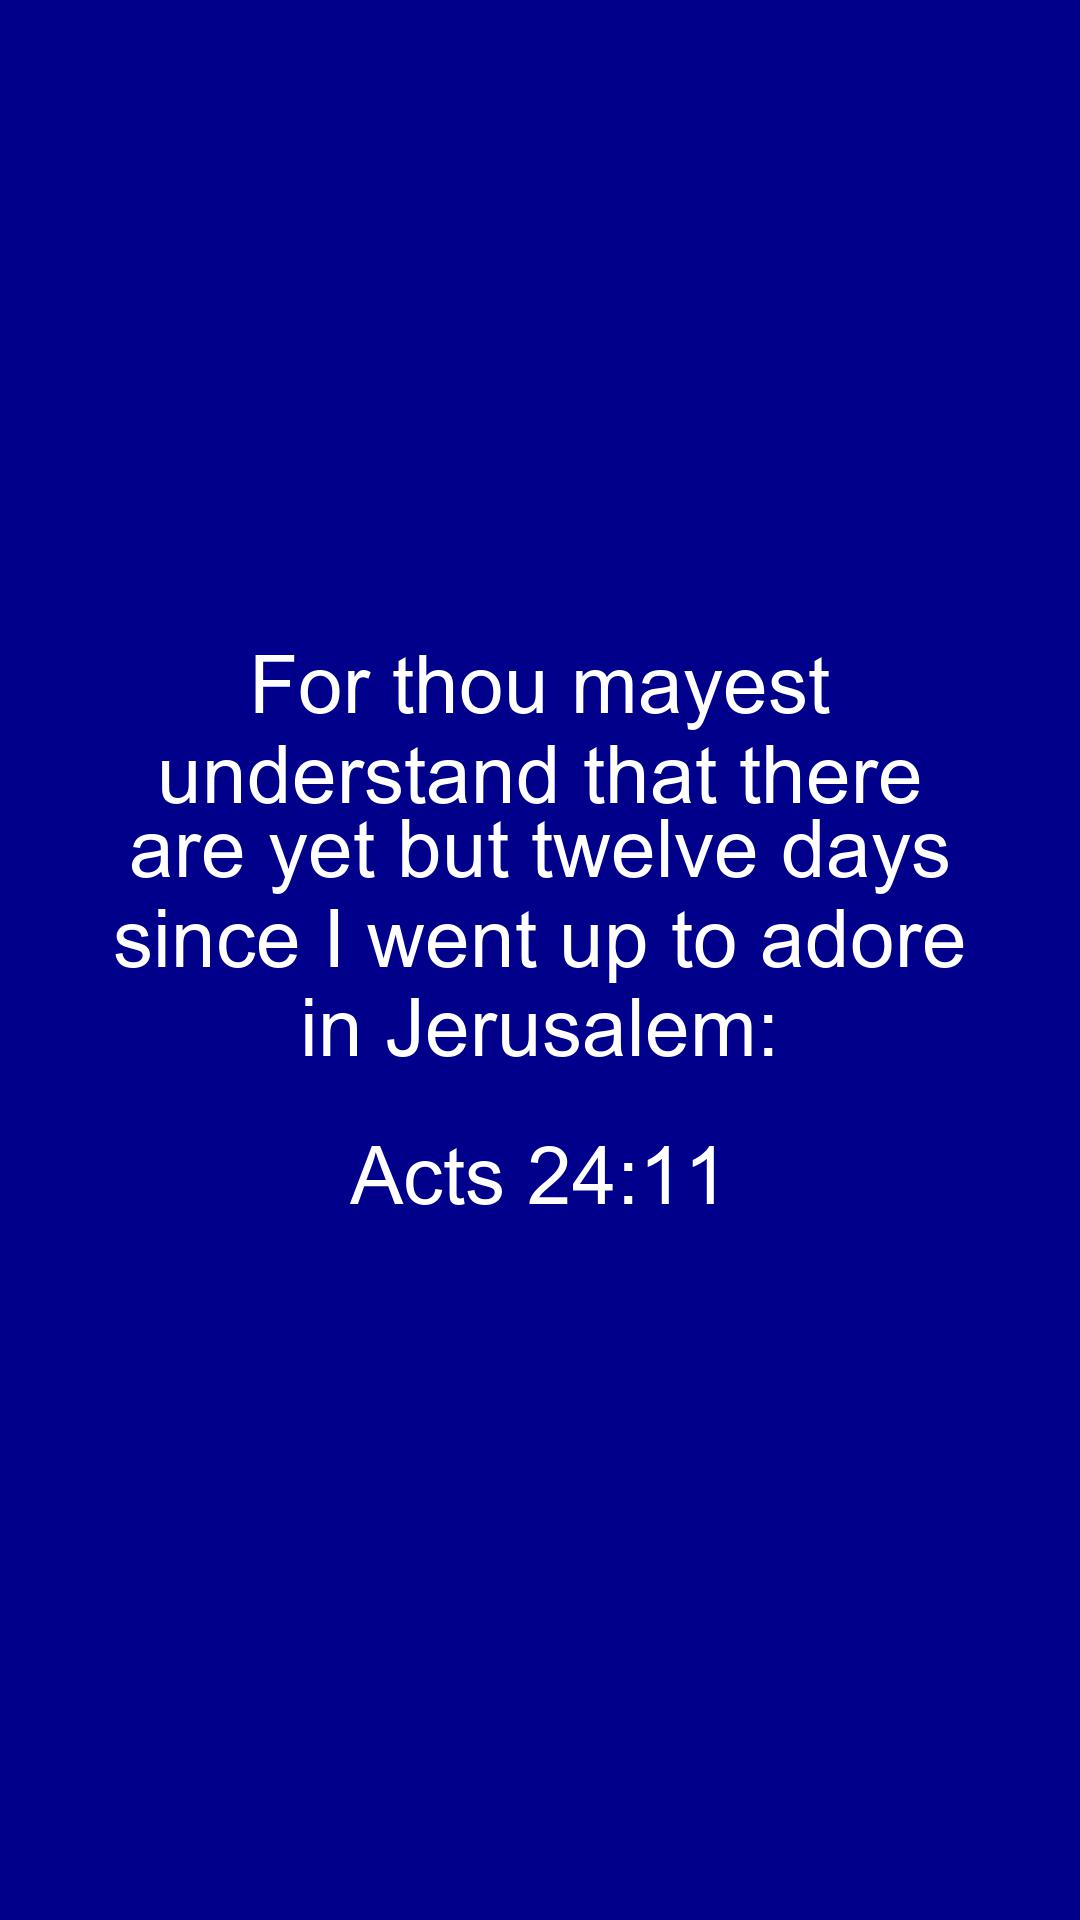 For thou mayest
understand that there
are yet but twelve days
since I went up to adore
in Jerusalem:
Acts 24:11